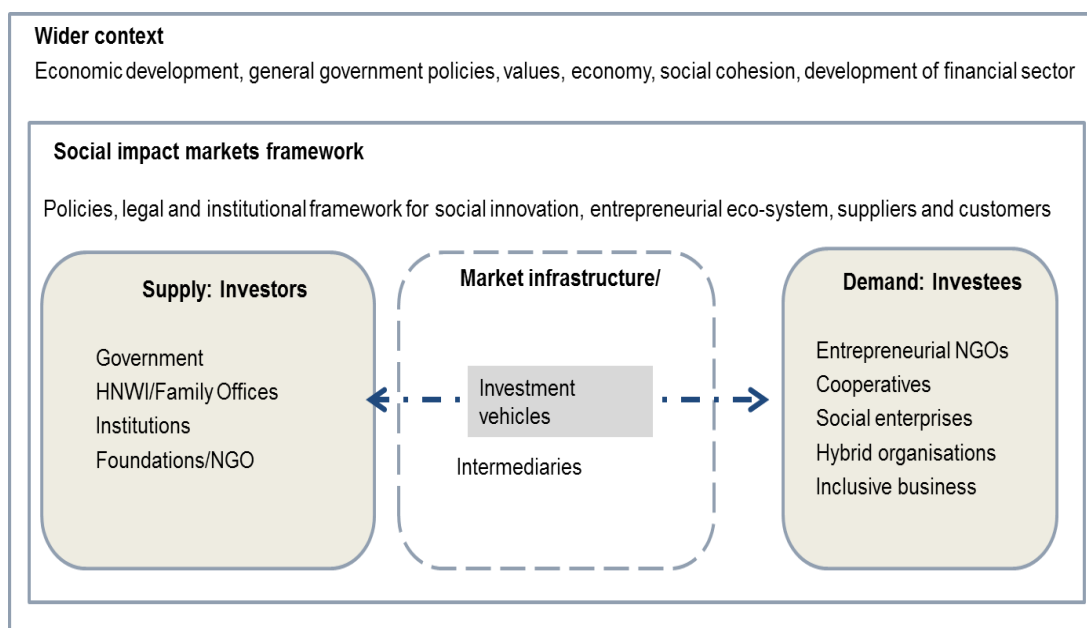 Wider context
Economic development, general government policies, values, economy, social cohesion, development of financial sector
Social impact markets framework
Policies, legal and institutional framework for social innovation, entrepreneurial eco-system, suppliers and customers
Supply: Investors
Government
HNWI/Family Offices
Institutions
Foundations/NGO
Market infrastructure/
Investment
vehicles
Intermediaries
Demand: Investees
Entrepreneurial NGOs
Cooperatives
Social enterprises
Hybrid organisations
Inclusive business